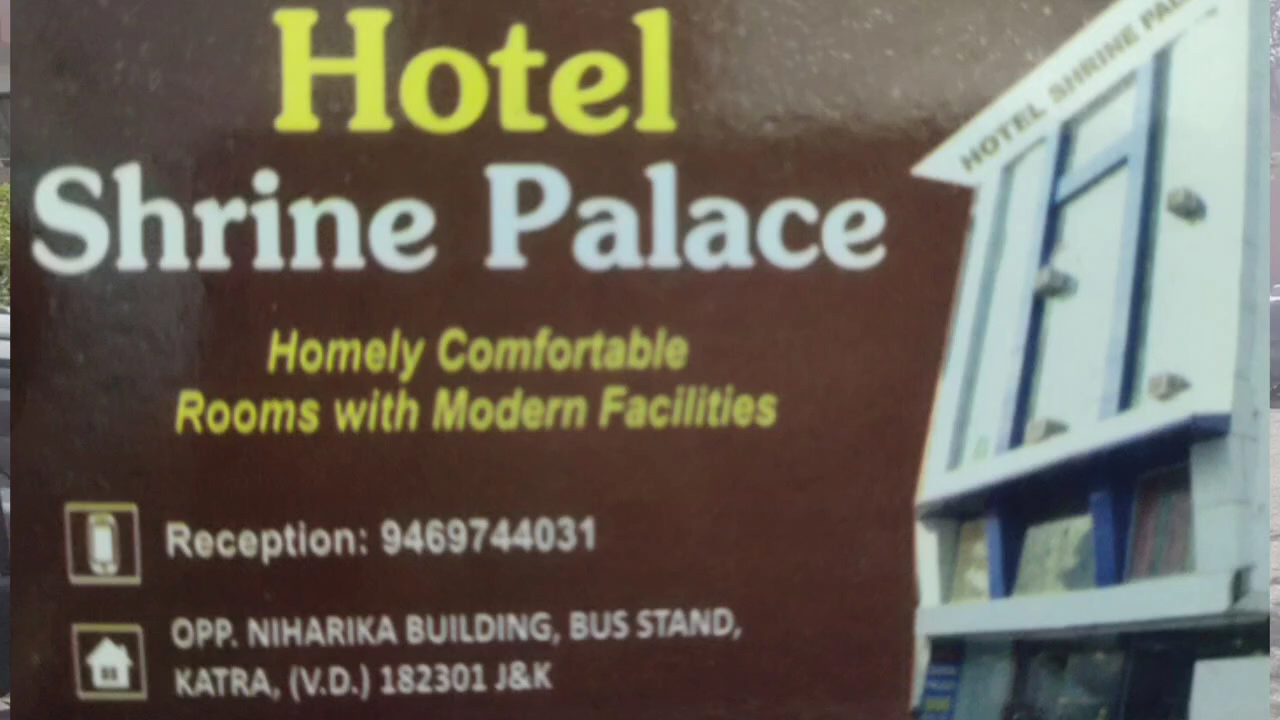 Hotel
Shrine Palace
Homely Comfortable
Rooms with Modern Facilities
Reception: 9469744031
OPP. NIHARIKA BUILDING, BUS STAND,
KATRA, (V.D.) 182301 J&K
HOTEL SHRINE PAL